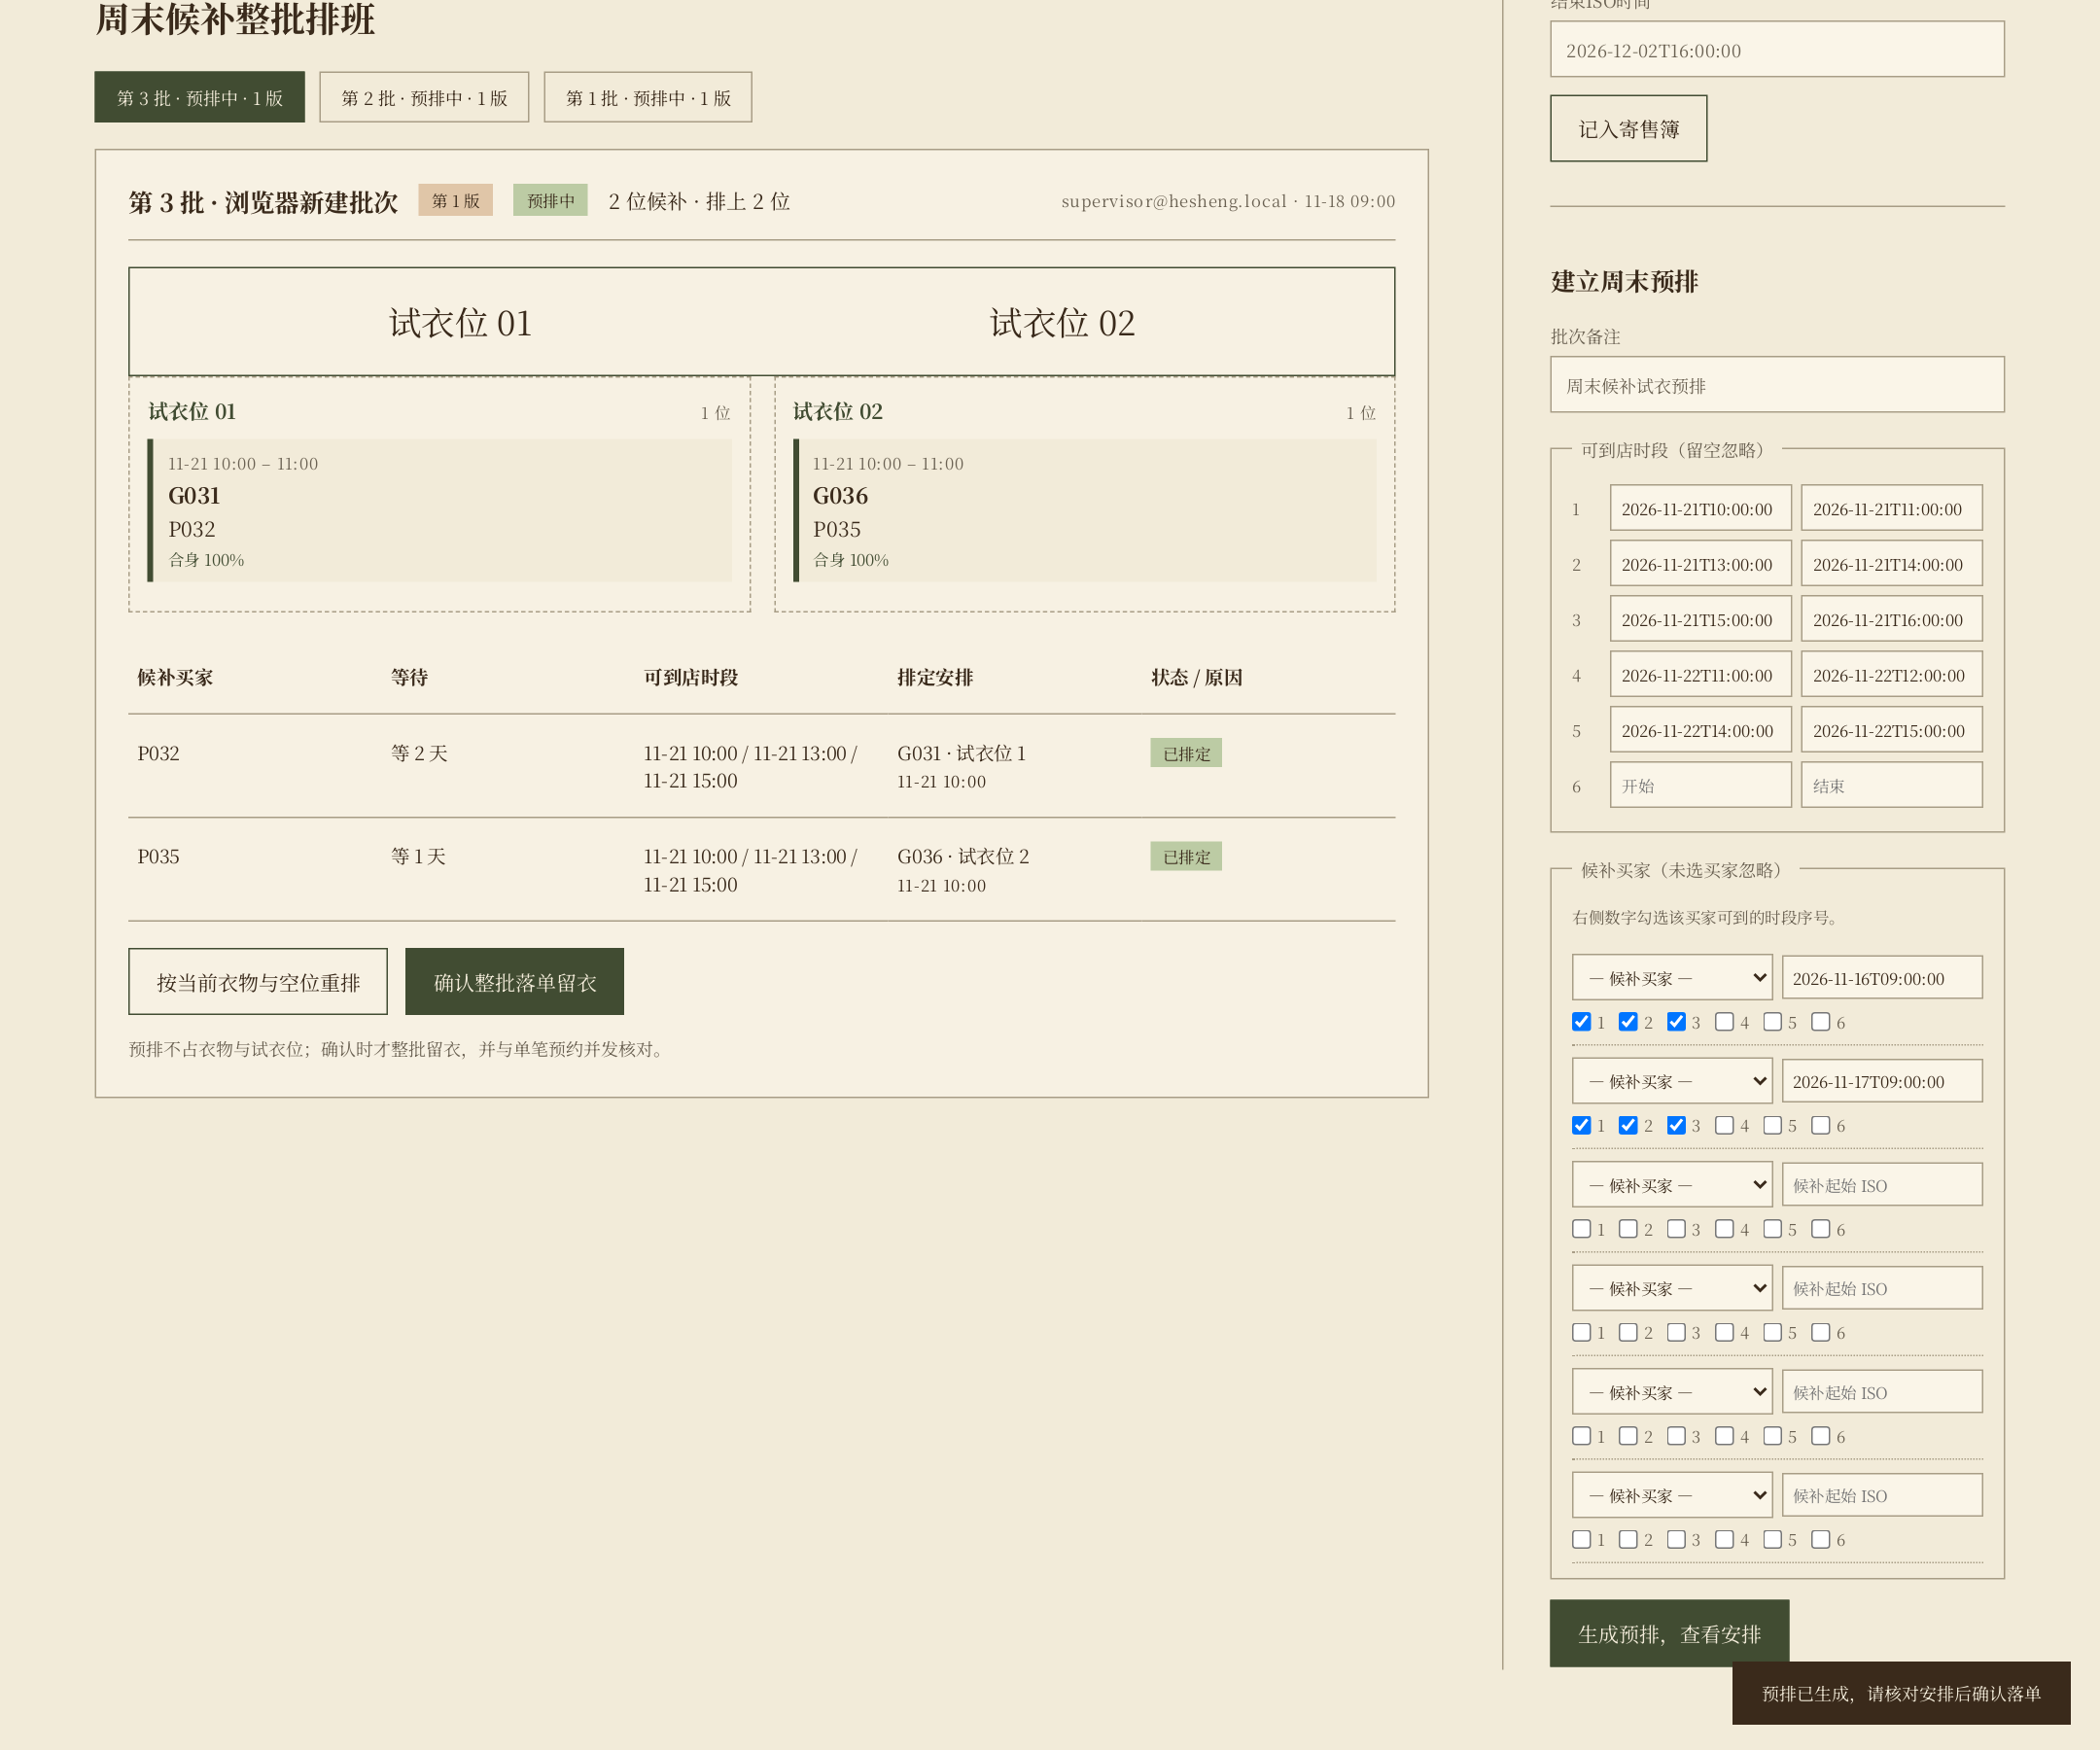 周末候补整批排班
第 3 批 · 预排中 · 1 版
第 2 批 · 预排中 · 1 版
第 1 批 · 预排中 · 1 版
第 3 批 · 浏览器新建批次
第 1 版
预排中
2 位候补 · 排上 2 位
supervisor@hesheng.local · 11-18 09:00
试衣位 01
试衣位 02
试衣位 01
1 位
11-21 10:00 – 11:00
G031
P032
合身 100%
试衣位 02
1 位
11-21 10:00 – 11:00
G036
P035
合身 100%
候补买家
等待
可到店时段
排定安排
状态 / 原因
P032
等 2 天
11-21 10:00 / 11-21 13:00 /
11-21 15:00
G031 · 试衣位 1
11-21 10:00
已排定
P035
等 1 天
11-21 10:00 / 11-21 13:00 /
11-21 15:00
G036 · 试衣位 2
11-21 10:00
已排定
按当前衣物与空位重排
确认整批落单留衣
预排不占衣物与试衣位；确认时才整批留衣，并与单笔预约并发核对。
结束ISO时间
2026-12-02T16:00:00
记入寄售簿
建立周末预排
批次备注
周末候补试衣预排
可到店时段（留空忽略）
1
2026-11-21T10:00:00
2026-11-21T11:00:00
2
2026-11-21T13:00:00
2026-11-21T14:00:00
3
2026-11-21T15:00:00
2026-11-21T16:00:00
4
2026-11-22T11:00:00
2026-11-22T12:00:00
5
2026-11-22T14:00:00
2026-11-22T15:00:00
6
开始
结束
候补买家（未选买家忽略）
右侧数字勾选该买家可到的时段序号。
— 候补买家 —
2026-11-16T09:00:00
1 2 3 4 5 6
— 候补买家 —
2026-11-17T09:00:00
1 2 3 4 5 6
— 候补买家 —
候补起始 ISO
1 2 3 4 5 6
— 候补买家 —
候补起始 ISO
1 2 3 4 5 6
— 候补买家 —
候补起始 ISO
1 2 3 4 5 6
— 候补买家 —
候补起始 ISO
1 2 3 4 5 6
生成预排，查看安排
预排已生成，请核对安排后确认落单